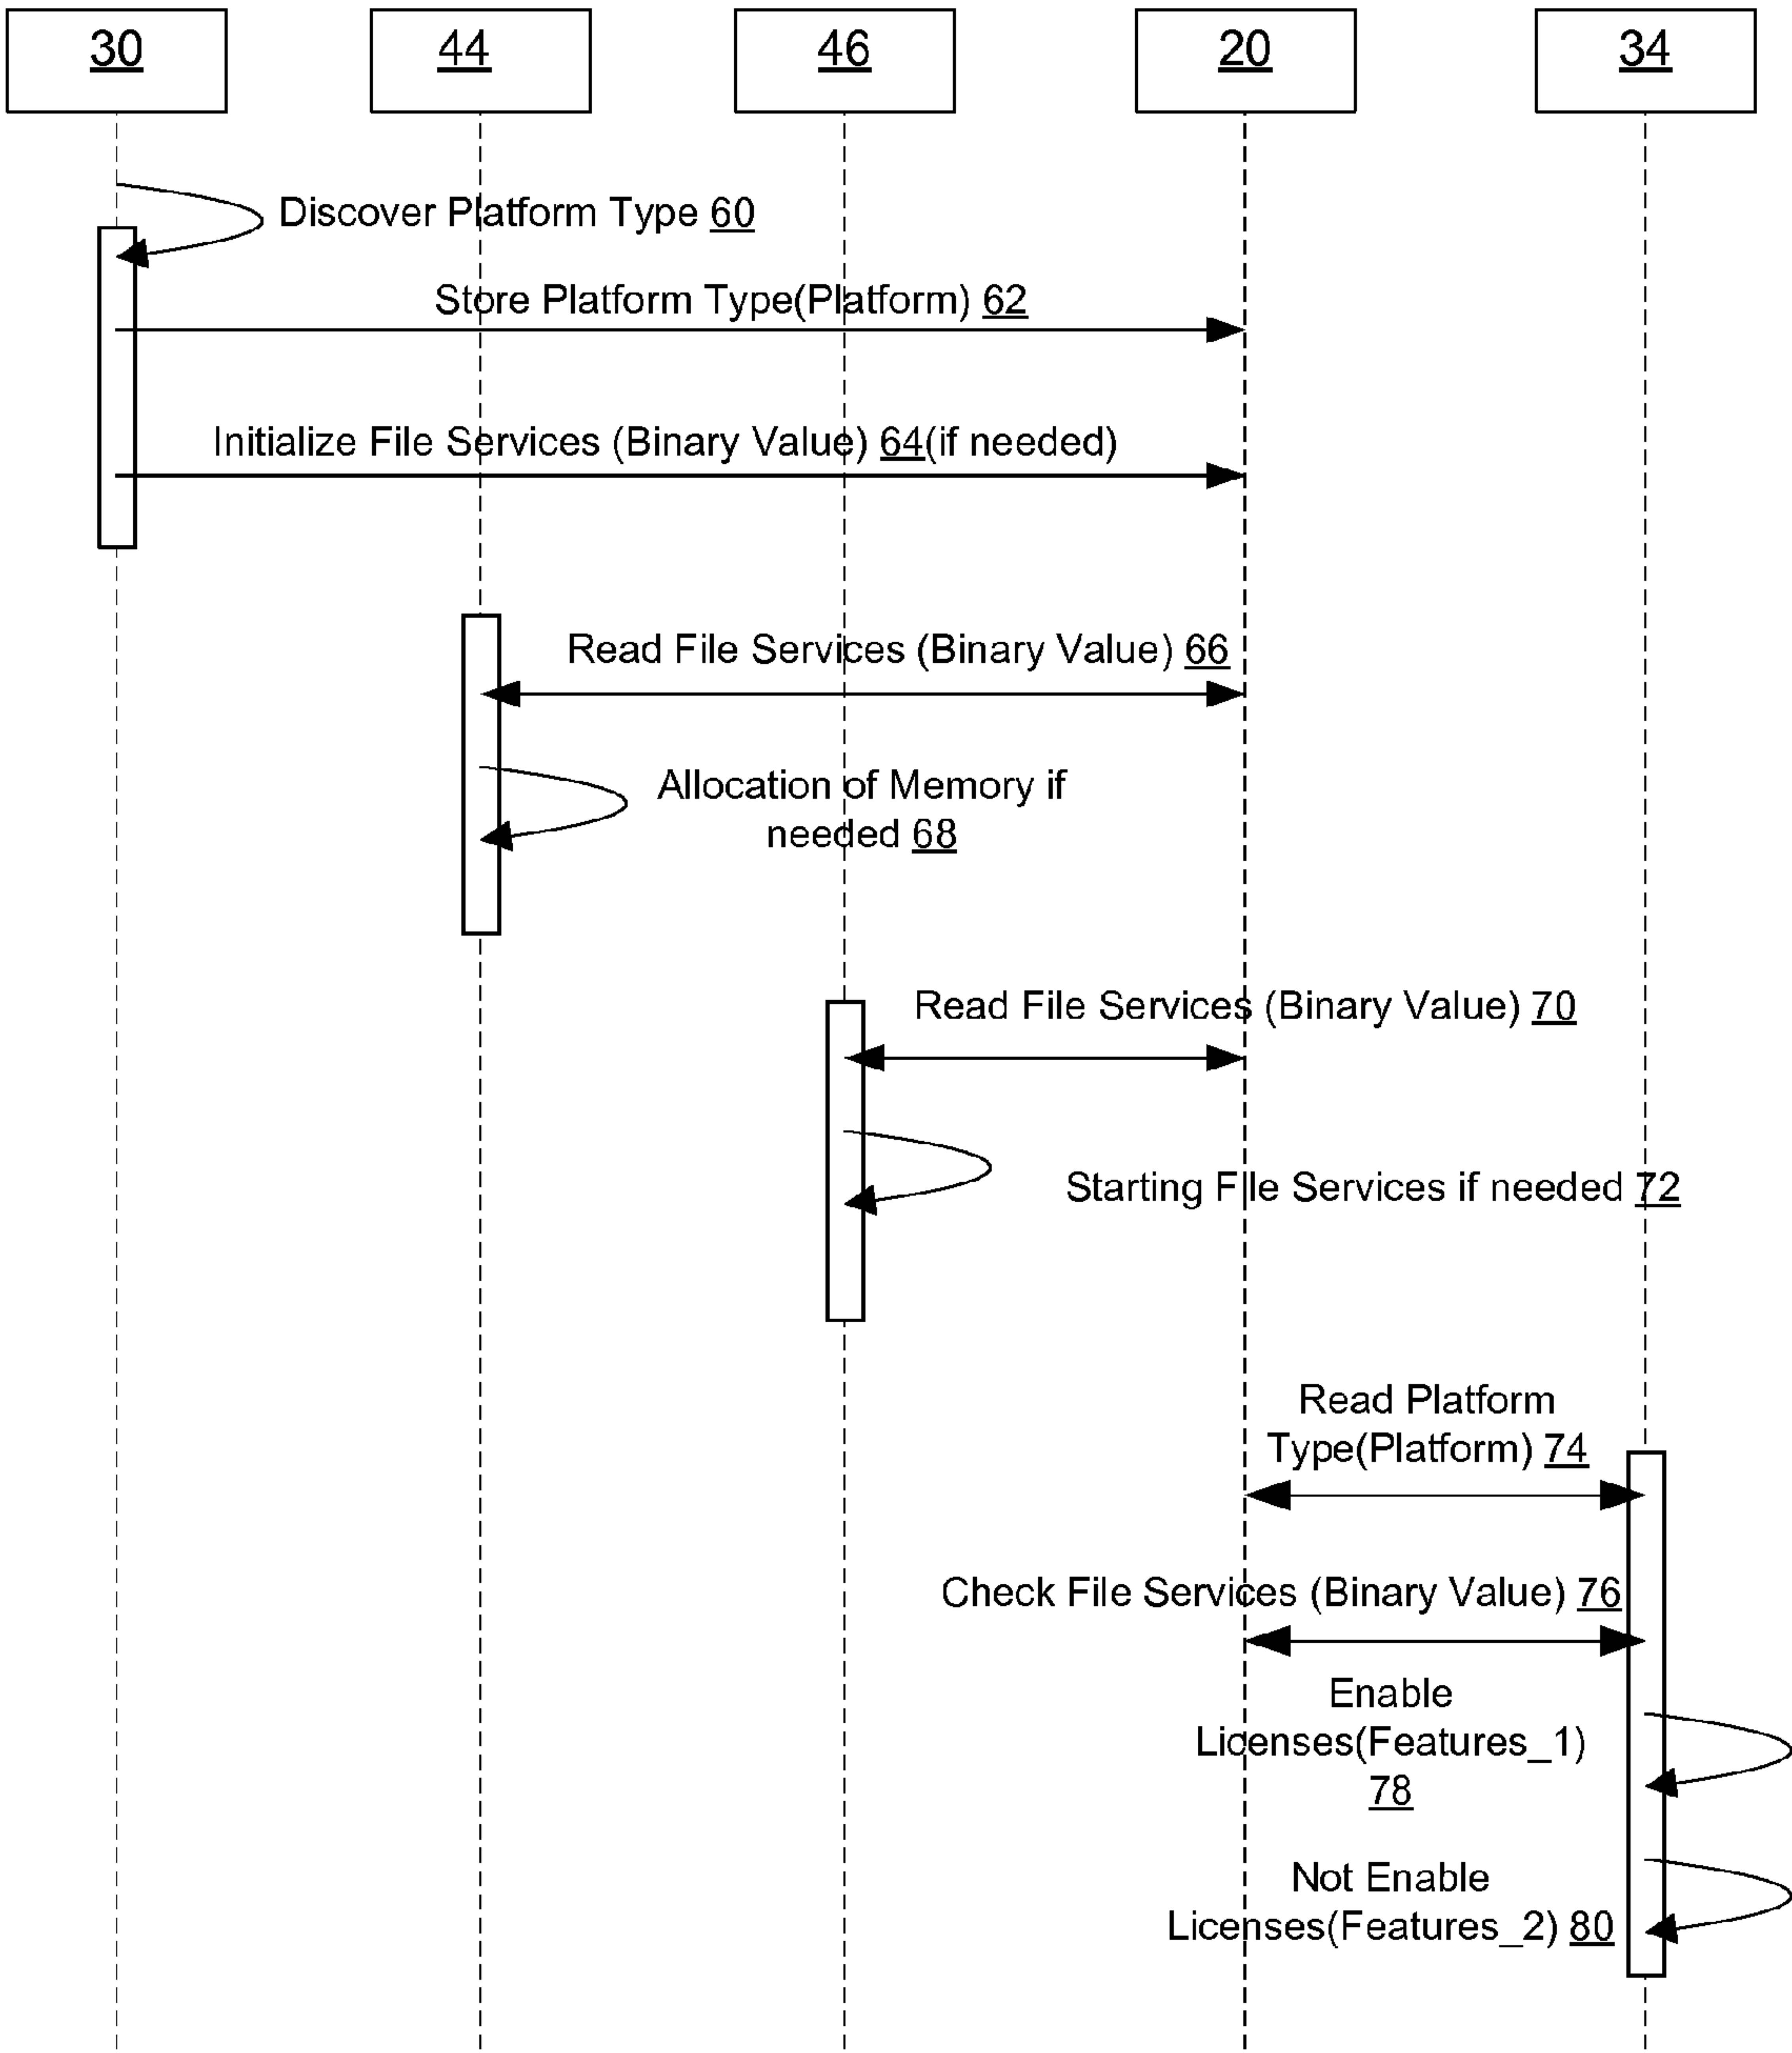 30
44
46
20
34
Discover Platform Type 60
Store Platform Type(Platform) 62
Initialize File Services (Binary Value) 64(if needed)
Read File Services (Binary Value) 66
Allocation of Memory if
needed 68
Read File Services (Binary Value) 70
Starting File Services if needed 72
Read Platform
Type(Platform) 74
Check File Services (Binary Value) 76
Enable
Licenses(Features_1)
78
Not Enable
Licenses(Features_2) 80